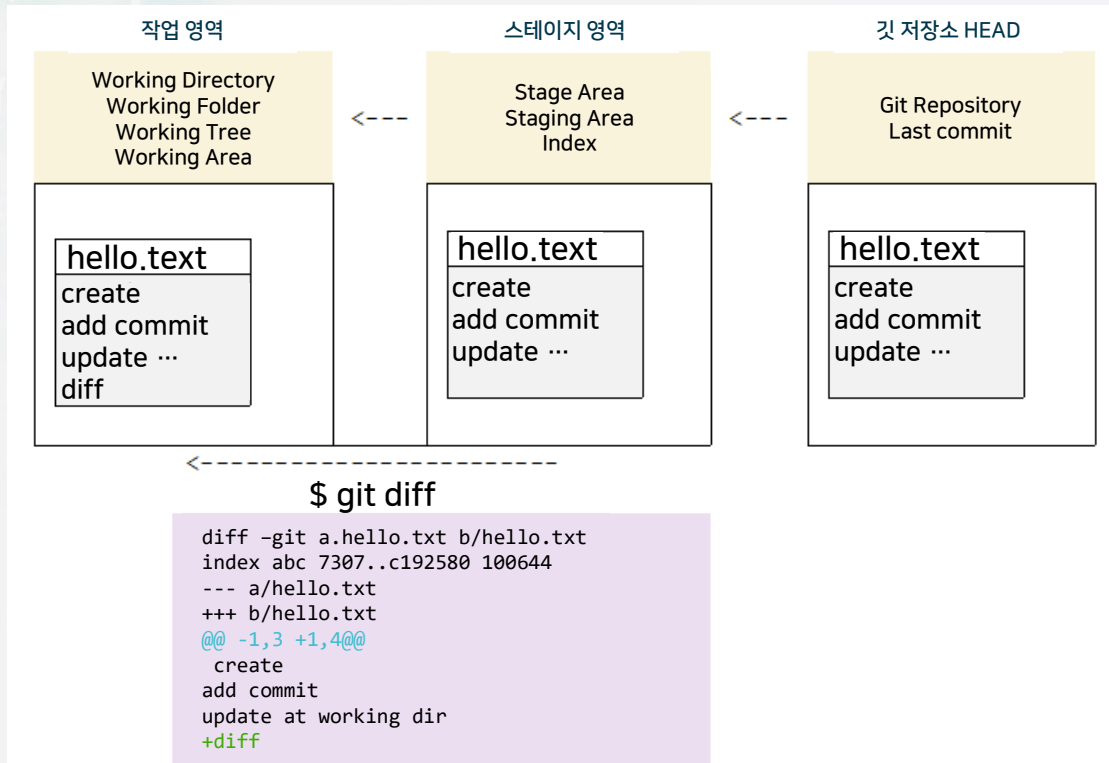 작업 영역
스테이지 영역
깃 저장소 HEAD
Working Directory
Working Folder
Working Tree
Working Area
<---
Stage Area
Staging Area
Index
<---
Git Repository
Last commit
hello.text
create
add commit
update ···
diff
hello.text
create
add commit
update ···
hello.text
create
add commit
update ···
<-------------------------
$ git diff
diff –git a.hello.txt b/hello.txt
index abc 7307..c192580 100644
--- a/hello.txt
+++ b/hello.txt
@@ -1,3 +1,4@@
create
add commit
update at working dir
+diff